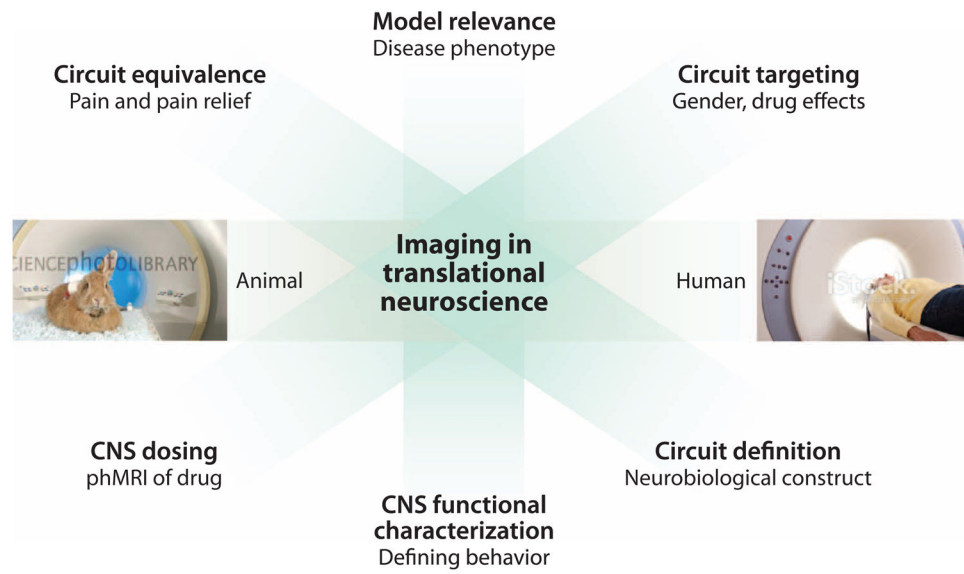 Model relevance
Disease phenotype
Circuit equivalence
Pain and pain relief
Circuit targeting
Gender, drug effects
CIENCEphotoLIBRARY
Animal
Imaging in
translational
neuroscience
Human
iStock.
CNS dosing
phMRI of drug
Circuit definition
Neurobiological construct
CNS functional
characterization
Defining behavior